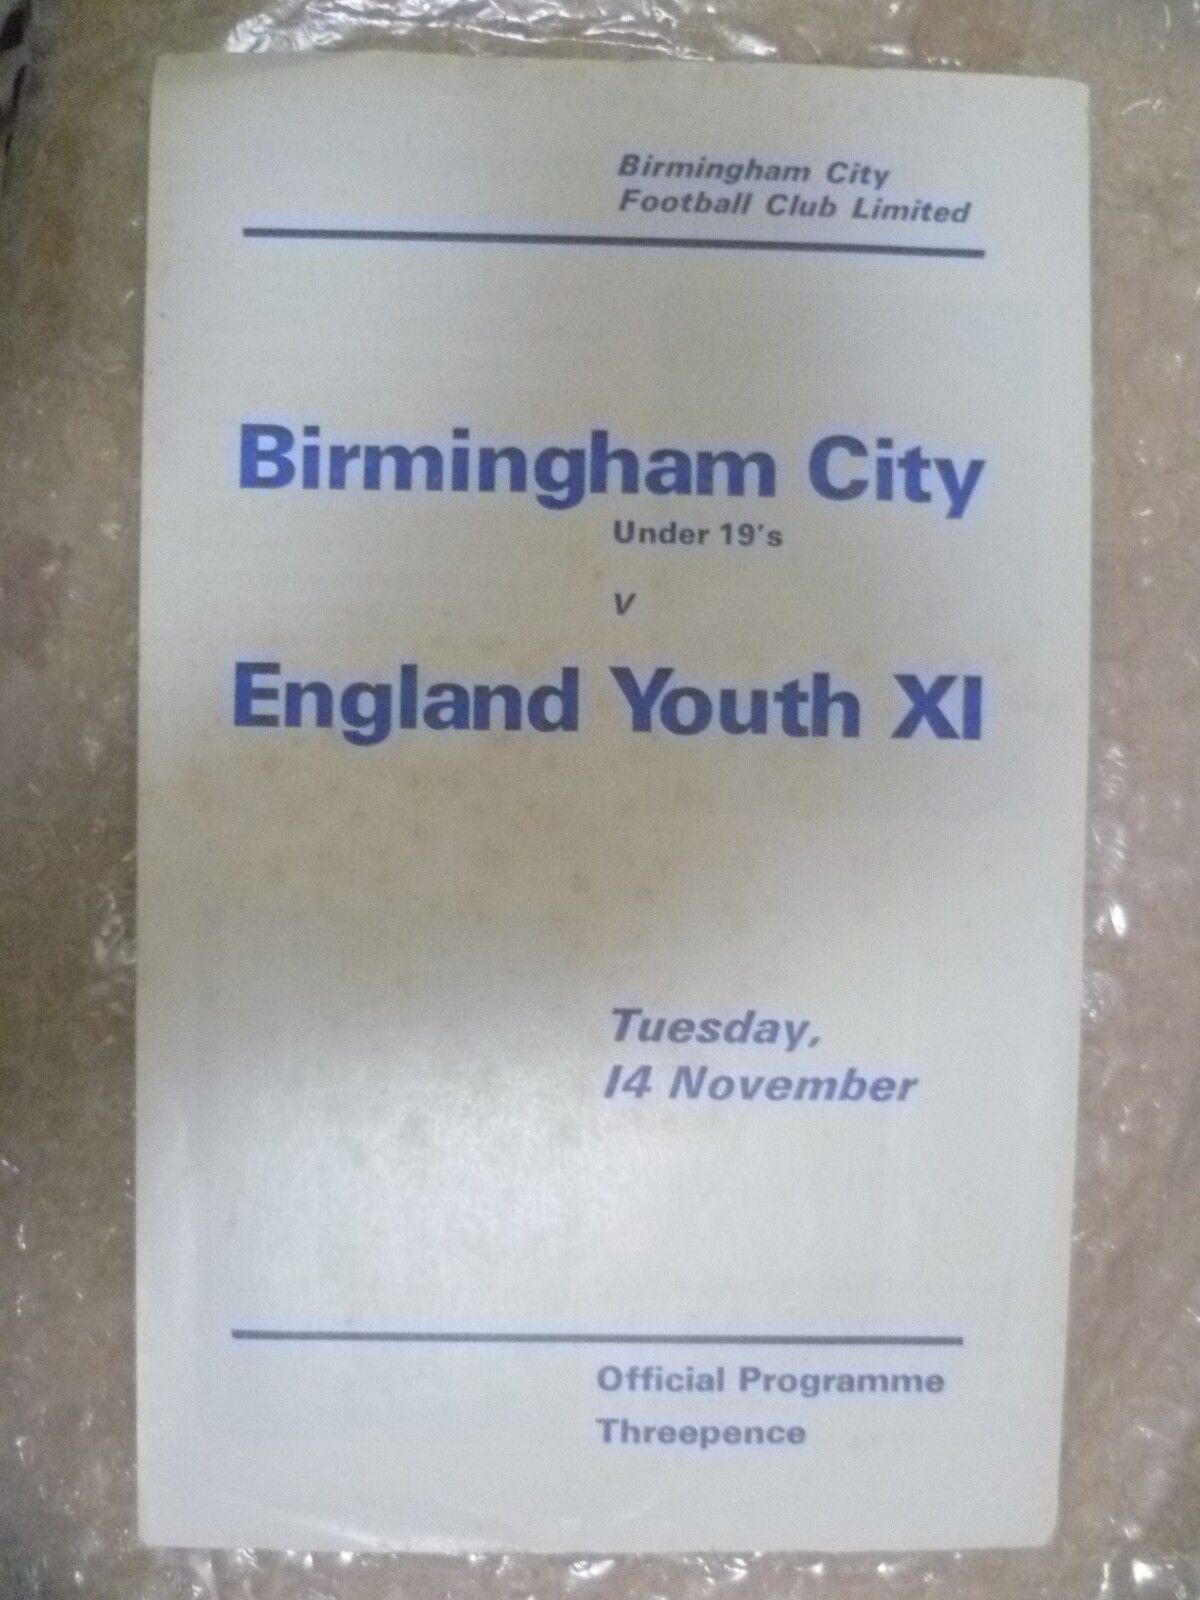 Birmingham City
Football Club Limited
Birmingham City
Under 19's
v
England Youth XI
Tuesday,
14 November
Official Programme
Threepence